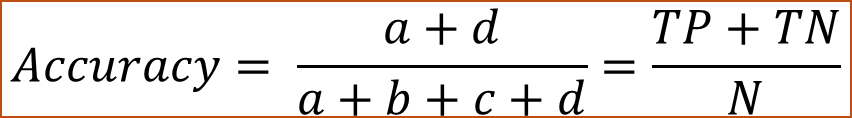 Accuracy = (a + d) / (a + b + c + d) = (TP + TN) / N